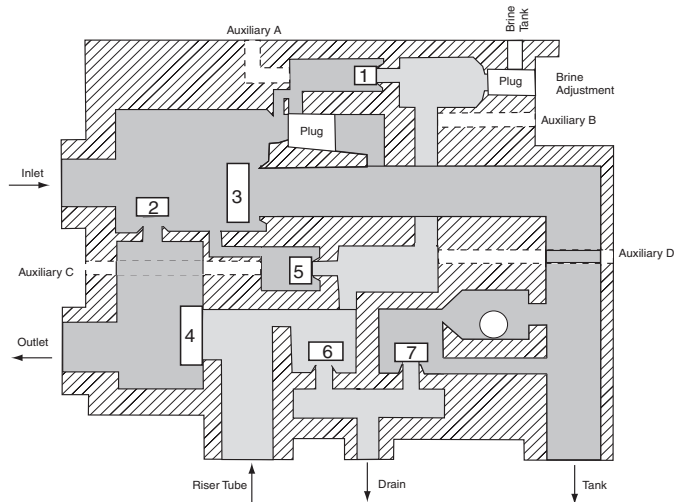 Auxiliary A
Brine
Tank
1
Plug
Brine
Adjustment
Plug
Auxiliary B
Inlet
2
3
Auxiliary C
5
Auxiliary D
4
Outlet
6
7
Riser Tube
Drain
Tank